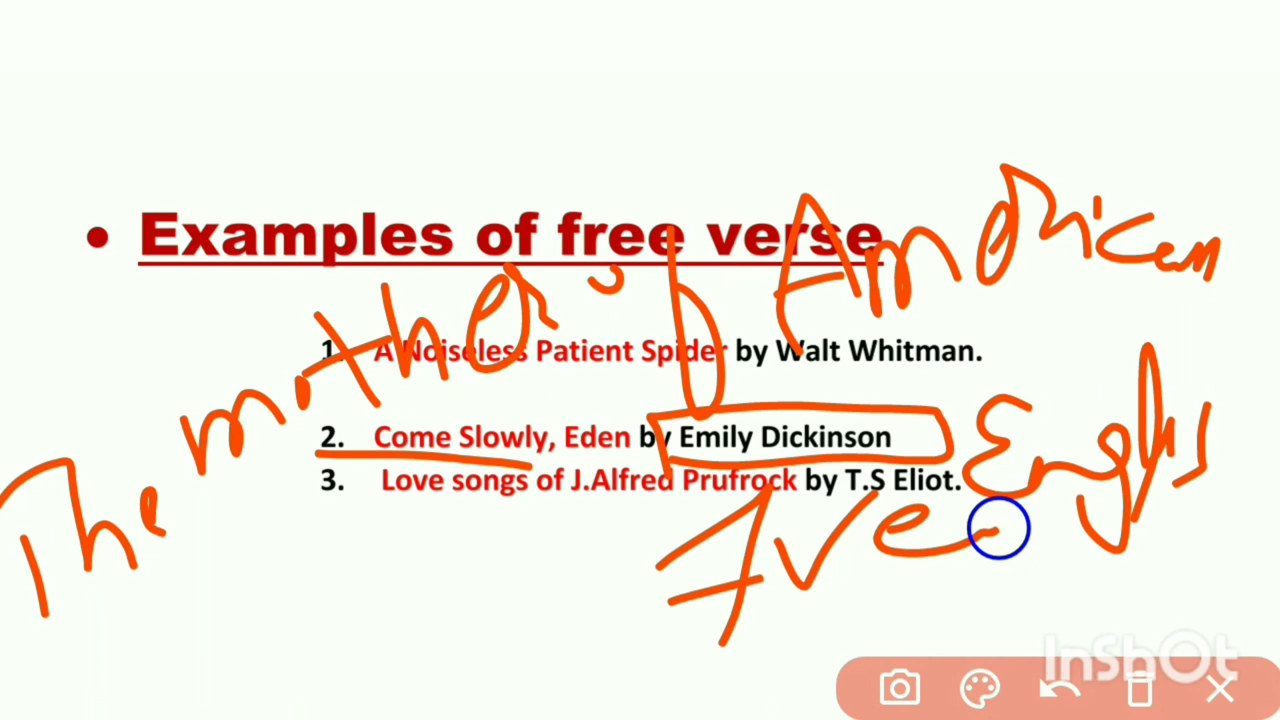 • Examples of free verse
1. A Noiseless Patient Spider by Walt Whitman.
2. Come Slowly, Eden by Emily Dickinson
3. Love songs of J.Alfred Prufrock by T.S Eliot.
The mother of American
Englis
Free
InShOt